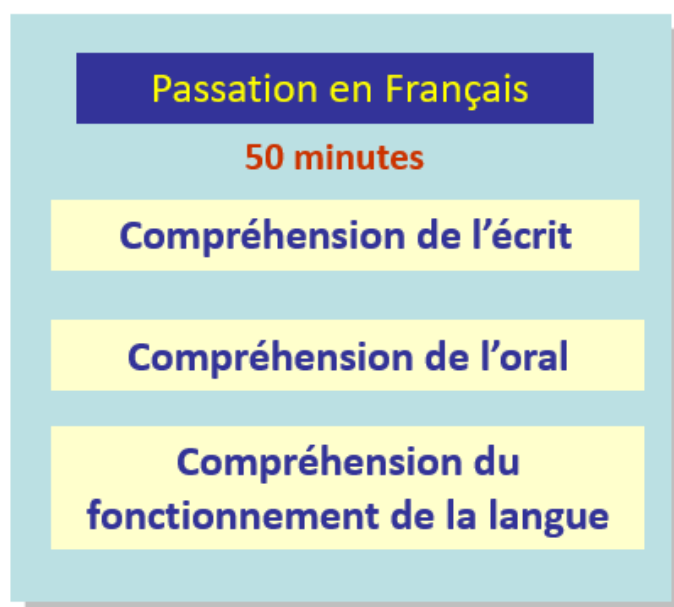 Passation en Français
50 minutes
Compréhension de l’écrit
Compréhension de l’oral
Compréhension du
fonctionnement de la langue